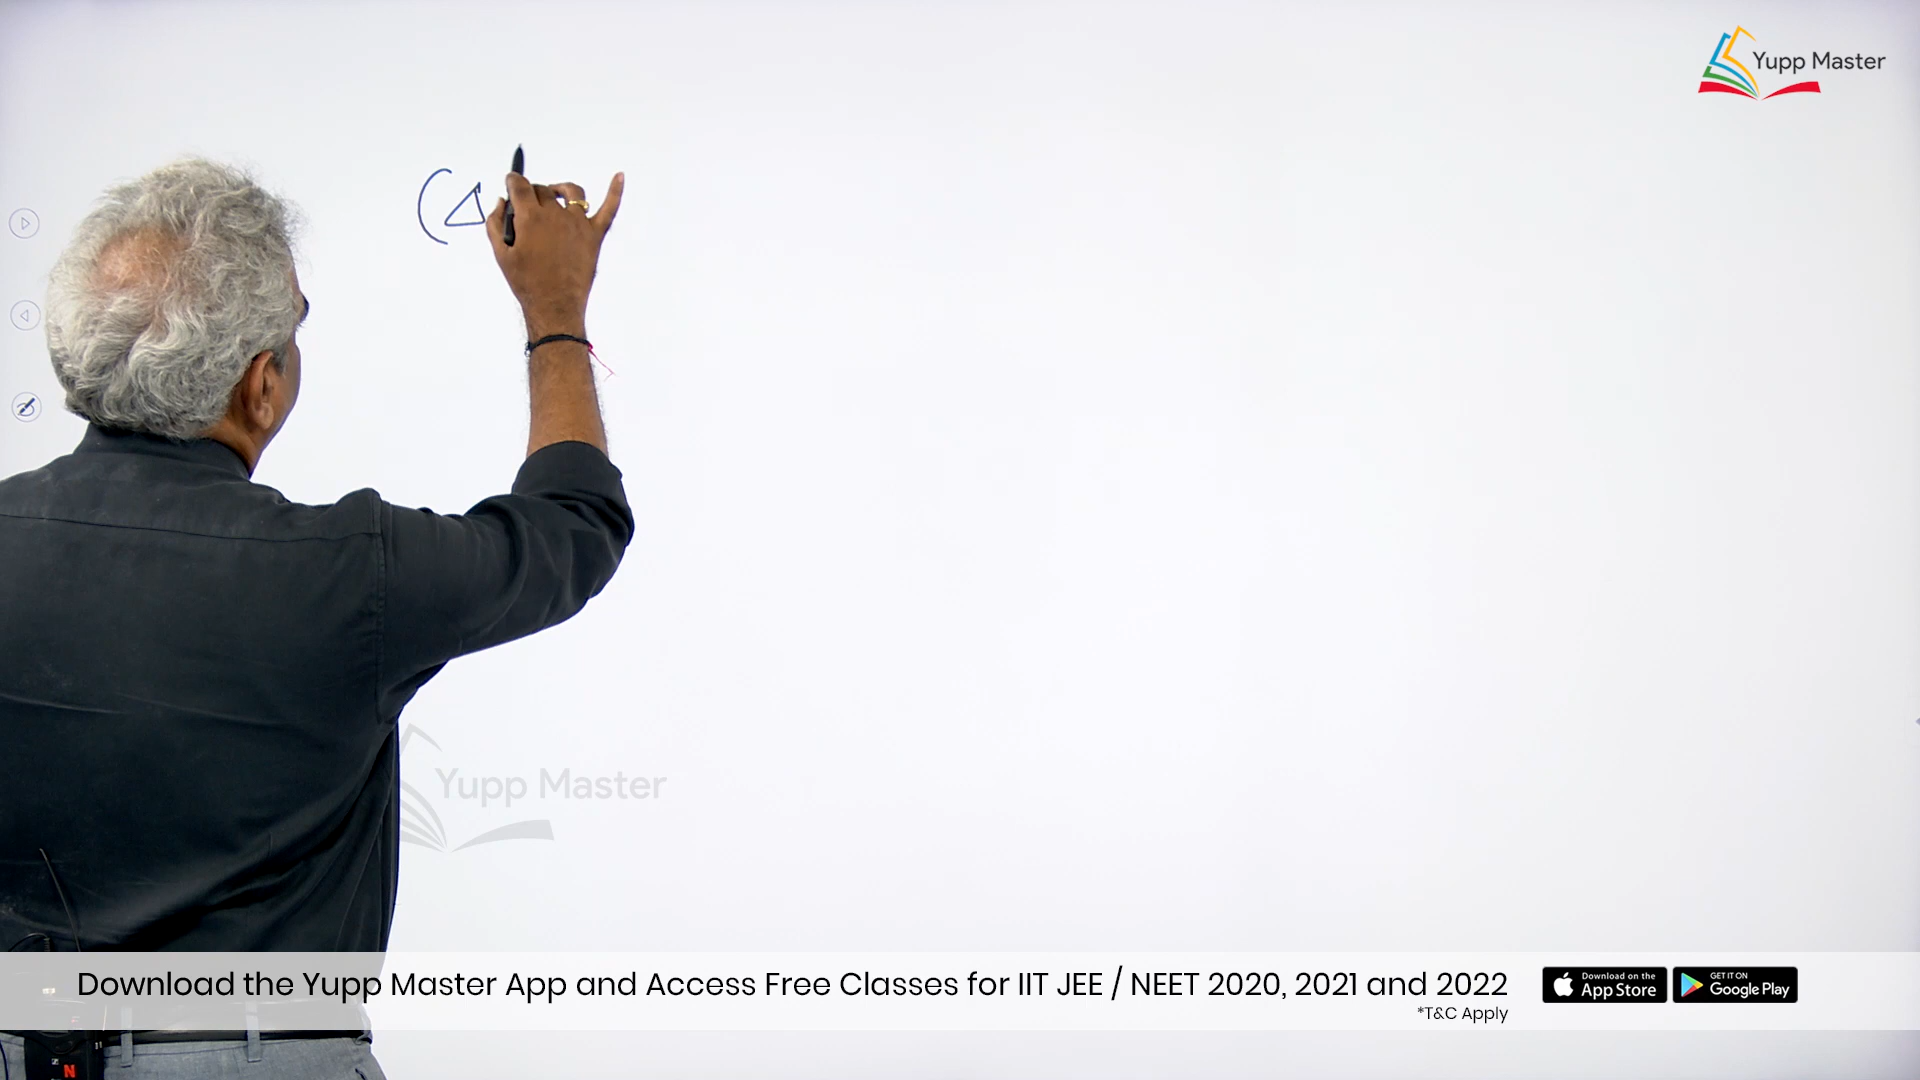 Yupp Master
(Δ
Yupp Master
Download the Yupp Master App and Access Free Classes for IIT JEE / NEET 2020, 2021 and 2022
Download on the
App Store
GET IT ON
Google Play
*T&C Apply
N